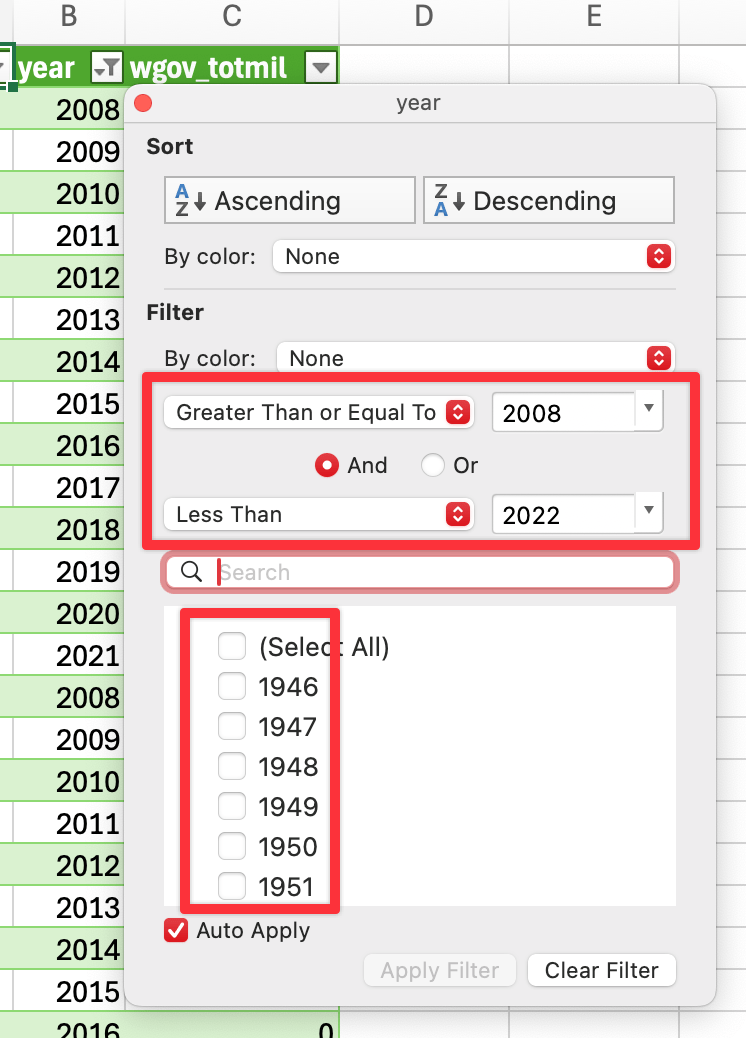 B C D E
year wgov_totmil
2008
year
Sort
2009
A Z Ascending Z A Descending
2010
2011
By color: None
2012
Filter
2013
By color: None
2014
2015
Greater Than or Equal To 2008
2016
And Or
2017
Less Than 2022
2018
2019
Search
2020
2021
(Select All)
2008
1946
2009
1947
2010
1948
2011
1949
2012
1950
2013
1951
2014
Auto Apply
2015
Apply Filter Clear Filter
2016 0